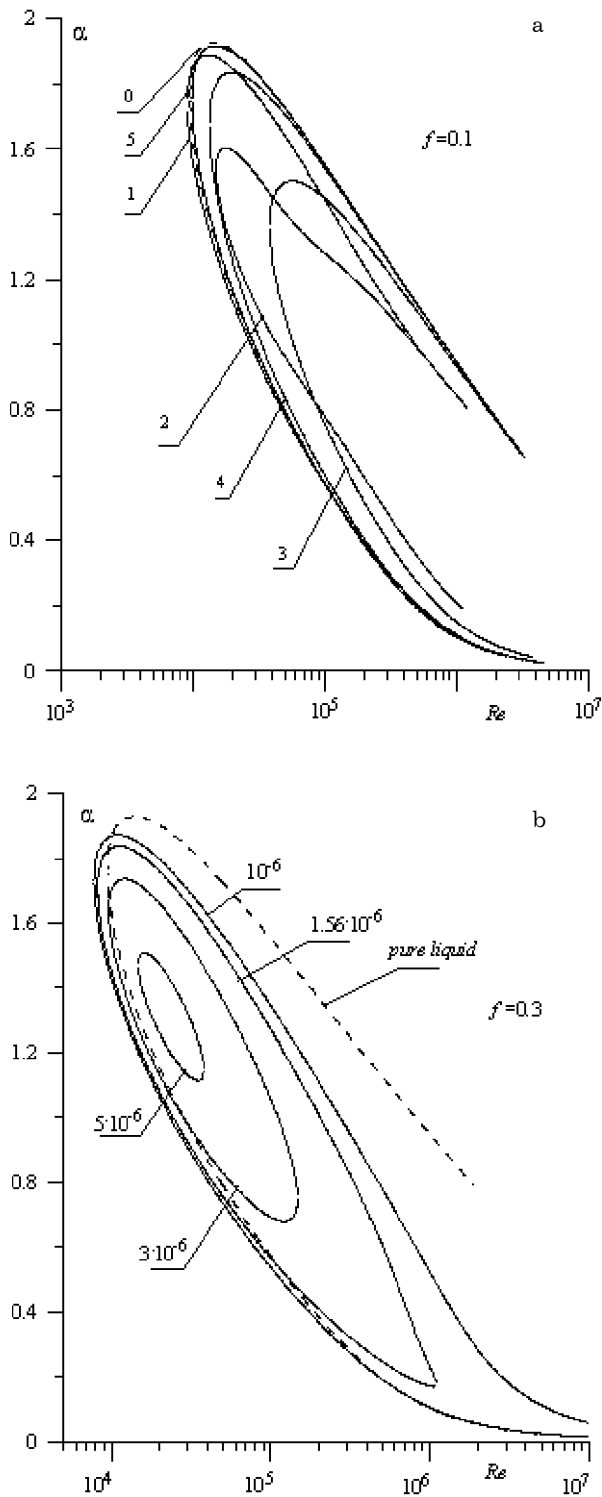 2
α
a
0
5
f=0.1
1.6
1
1.2
2
0.8
4
3
0.4
0
10³ 10⁵ Re 10⁷
2
α
b
10⁻⁶
1.56·10⁻⁶
1.6
pure liquid
f=0.3
1.2
5·10⁻⁶
0.8
3·10⁻⁶
0.4
0
10⁴ 10⁵ 10⁶ Re 10⁷